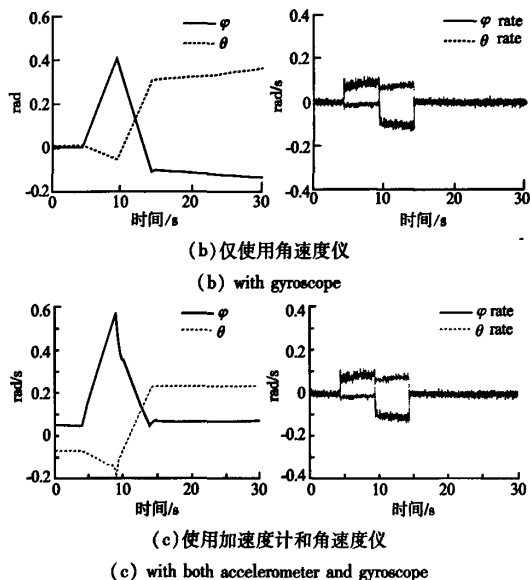 φ
θ
rad
0.6
0.4
0.2
0
-0.2
0
10
20
30
时间/s
φ rate
θ rate
rad/s
0.4
0.2
0
-0.2
-0.4
0
10
20
30
时间/s
(b)仅使用角速度仪
(b) with gyroscope
φ
θ
rad/s
0.6
0.4
0.2
0
-0.2
0
10
20
30
时间/s
φ rate
θ rate
rad/s
0.4
0.2
0
-0.2
-0.4
0
10
20
30
时间/s
(c)使用加速度计和角速度仪
(c) with both accelerometer and gyroscope